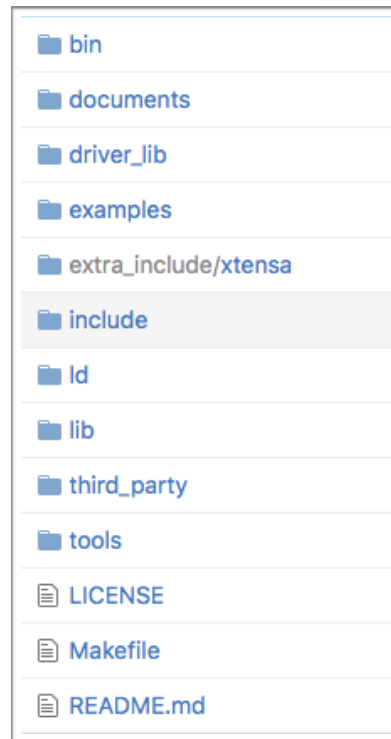 bin
documents
driver_lib
examples
extra_include/xtensa
include
ld
lib
third_party
tools
LICENSE
Makefile
README.md